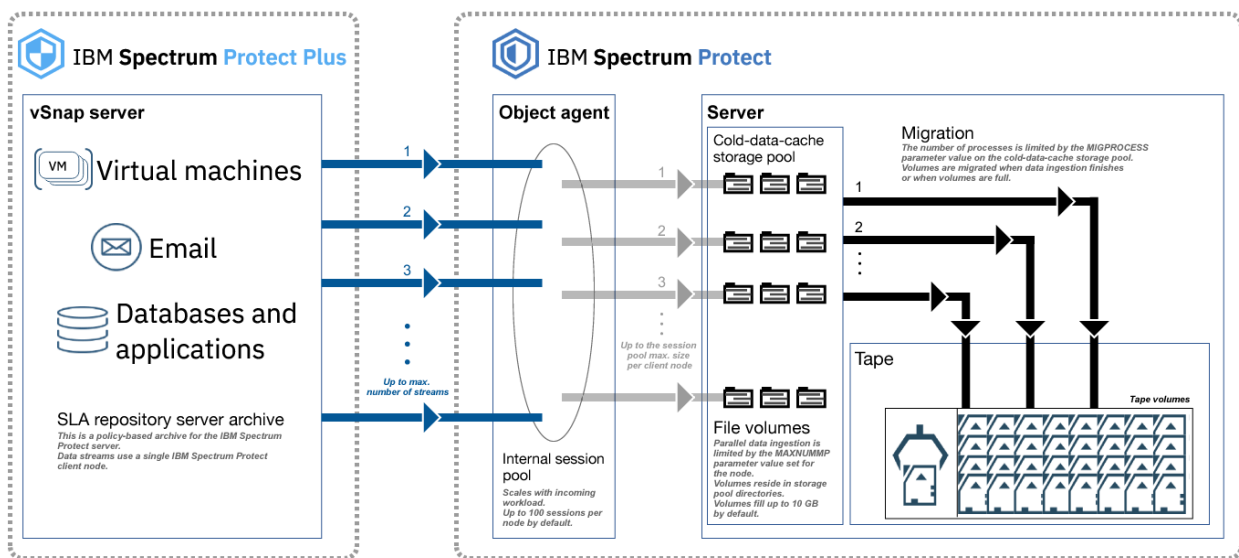 IBM Spectrum Protect Plus
vSnap server
VM
Virtual machines
Email
Databases and
applications
SLA repository server archive
This is a policy-based archive for the IBM Spectrum
Protect server.
Data streams use a single IBM Spectrum Protect
client node.
1
2
3
Up to max.
number of streams
IBM Spectrum Protect
Object agent
Internal session
pool
Scales with incoming
workload.
Up to 100 sessions per
node by default.
1
2
3
Up to the session
pool max. size
per client node
Server
Cold-data-cache
storage pool
File volumes
Parallel data ingestion is
limited by the MAXNUMMP
parameter value set for
the node.
Volumes reside in storage
pool directories.
Volumes fill up to 10 GB
by default.
Migration
The number of processes is limited by the MIGPROCESS
parameter value on the cold-data-cache storage pool.
Volumes are migrated when data ingestion finishes
or when volumes are full.
1
2
Tape
Tape volumes